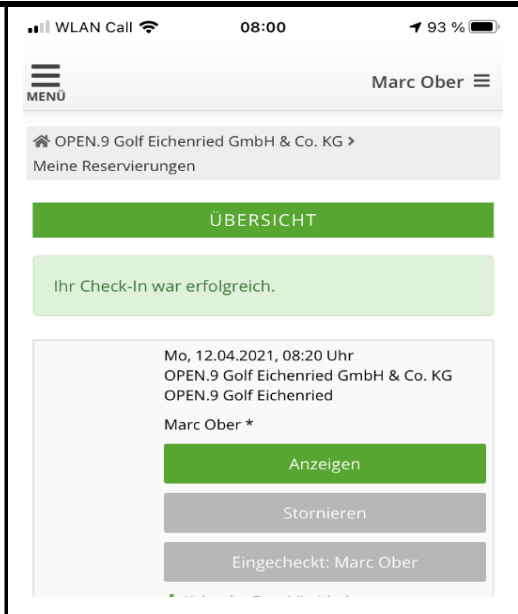 WLAN Call 08:00 93 %
MENÜ Marc Ober
OPEN.9 Golf Eichenried GmbH & Co. KG >
Meine Reservierungen
ÜBERSICHT
Ihr Check-In war erfolgreich.
Mo, 12.04.2021, 08:20 Uhr
OPEN.9 Golf Eichenried GmbH & Co. KG
OPEN.9 Golf Eichenried
Marc Ober *
Anzeigen
Stornieren
Eingecheckt: Marc Ober